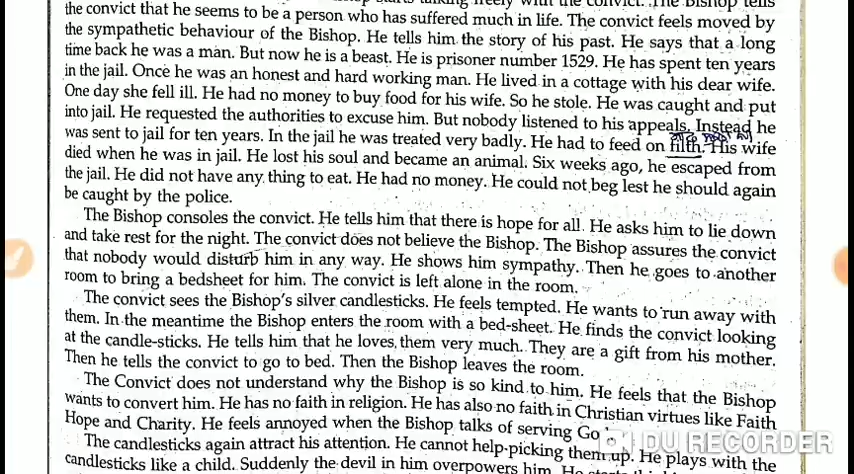 starts talking freely with the convict. The Bishop tells
the convict that he seems to be a person who has suffered much in life. The convict feels moved by
the sympathetic behaviour of the Bishop. He tells him the story of his past. He says that a long
time back he was a man. But now he is a beast. He is prisoner number 1529. He has spent ten years
in the jail. Once he was an honest and hard working man. He lived in a cottage with his dear wife.
One day she fell ill. He had no money to buy food for his wife. So he stole. He was caught and put
into jail. He requested the authorities to excuse him. But nobody listened to his appeals. Instead he
was sent to jail for ten years. In the jail he was treated very badly. He had to feed on filth. His wife
died when he was in jail. He lost his soul and became an animal. Six weeks ago, he escaped from
the jail. He did not have any thing to eat. He had no money. He could not beg lest he should again
be caught by the police.
The Bishop consoles the convict. He tells him that there is hope for all. He asks him to lie down
and take rest for the night. The convict does not believe the Bishop. The Bishop assures the convict
that nobody would disturb him in any way. He shows him sympathy. Then he goes to another
room to bring a bedsheet for him. The convict is left alone in the room.
The convict sees the Bishop's silver candlesticks. He feels tempted. He wants to run away with
them. In the meantime the Bishop enters the room with a bed-sheet. He finds the convict looking
at the candle-sticks. He tells him that he loves them very much. They are a gift from his mother.
Then he tells the convict to go to bed. Then the Bishop leaves the room.
The Convict does not understand why the Bishop is so kind to him. He feels that the Bishop
wants to convert him. He has no faith in religion. He has also no faith in Christian virtues like Faith
Hope and Charity. He feels annoyed when the Bishop talks of serving Go
DU RECORDER
The candlesticks again attract his attention. He cannot help picking them up. He plays with the
candlesticks like a child. Suddenly the devil in him overpowers him. He